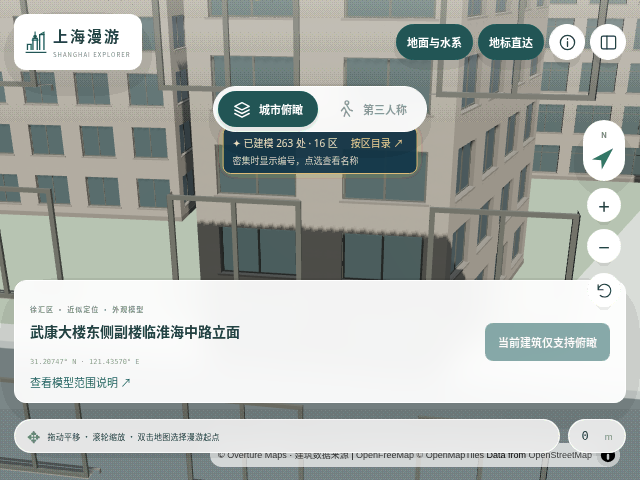 上海漫游
SHANGHAI EXPLORER
地面与水系
地标直达
城市俯瞰
第三人称
✦ 已建模 263 处 · 16 区 按区目录 ↗
密集时显示编号，点选查看名称
N
+
−
徐汇区 · 近似定位 · 外观模型
武康大楼东侧副楼临淮海中路立面
当前建筑仅支持俯瞰
31.20747° N · 121.43570° E
查看模型范围说明 ↗
拖动平移 · 滚轮缩放 · 双击地图选择漫游起点
0 m
© Overture Maps · 建筑数据来源 | OpenFreeMap © OpenMapTiles Data from OpenStreetMap